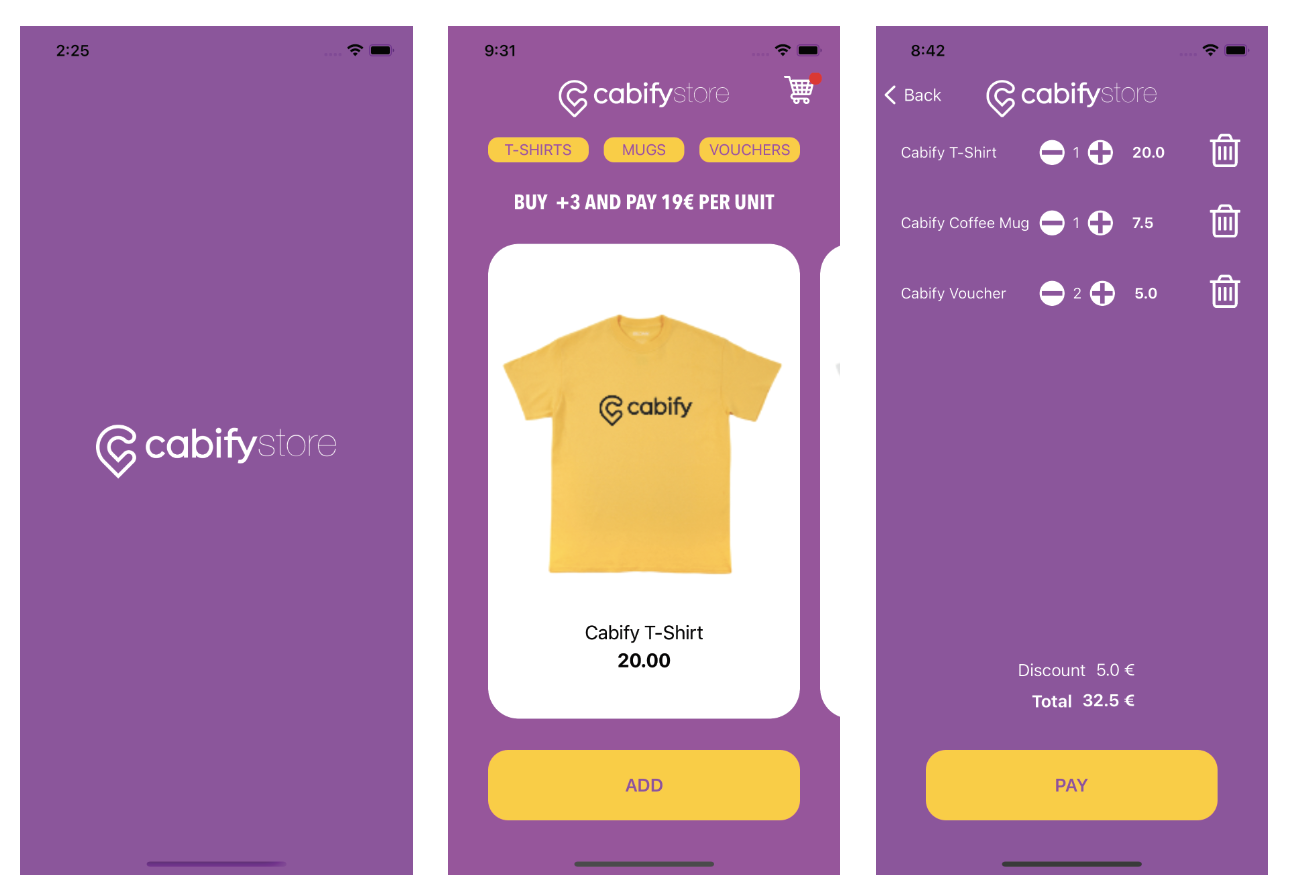 2:25
cabifystore
9:31
cabifystore
T-SHIRTS MUGS VOUCHERS
BUY +3 AND PAY 19€ PER UNIT
cabify
Cabify T-Shirt
20.00
ADD
8:42
Back cabifystore
Cabify T-Shirt 1 20.0
Cabify Coffee Mug 1 7.5
Cabify Voucher 2 5.0
Discount 5.0 €
Total 32.5 €
PAY